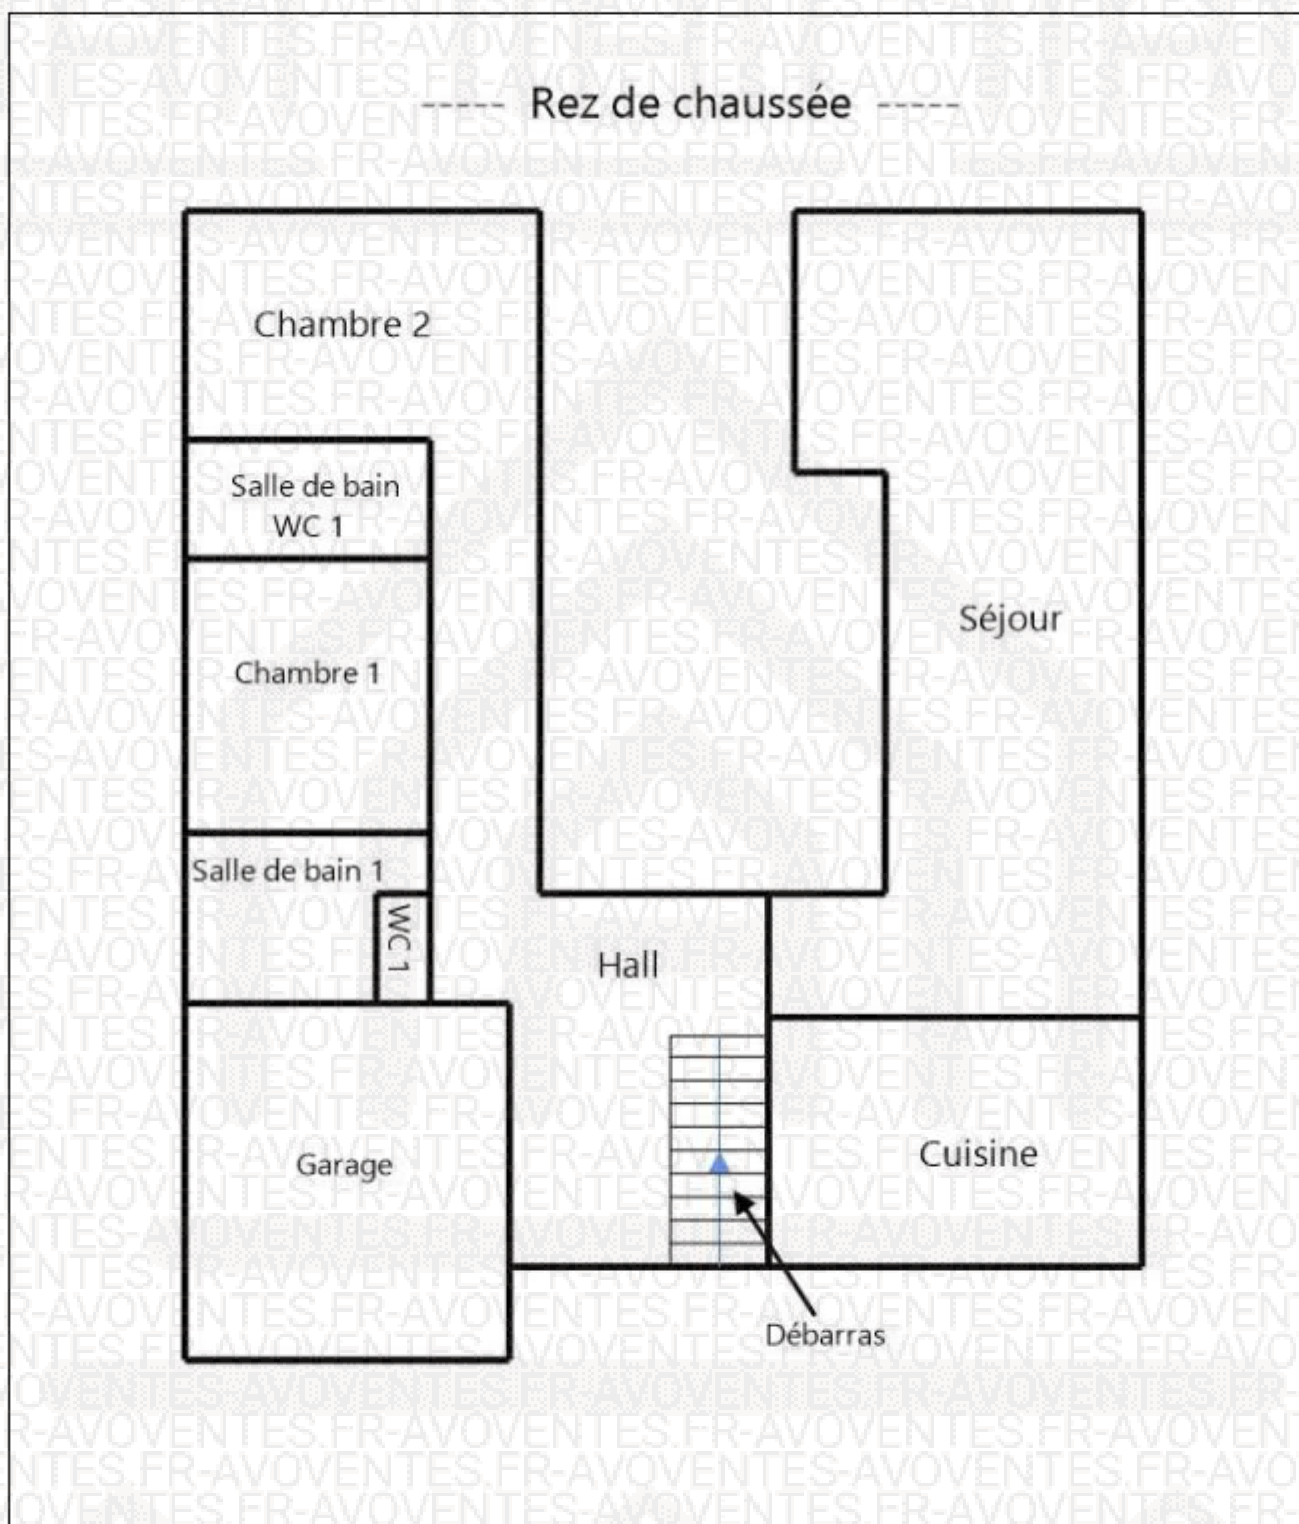 ----- Rez de chaussée -----
Chambre 2
Salle de bain
WC 1
Séjour
Chambre 1
Salle de bain 1
WC 1
Hall
Cuisine
Garage
Débarras